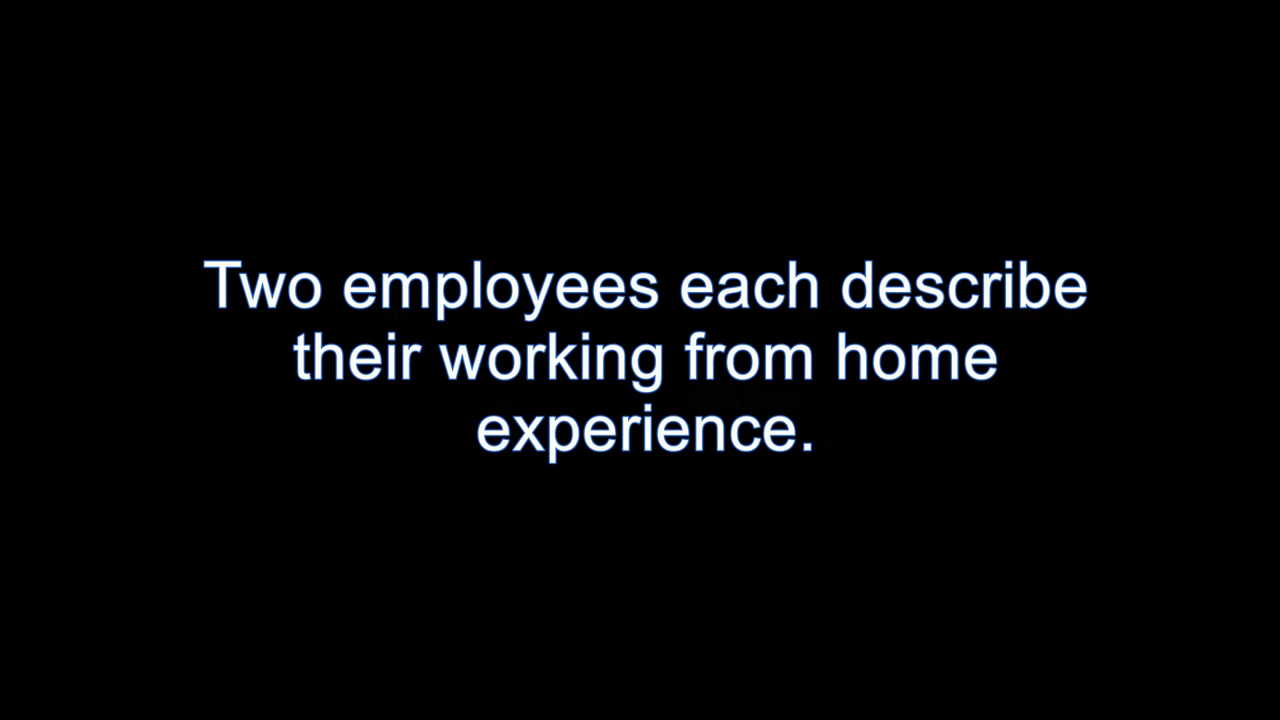 Two employees each describe
their working from home
experience.